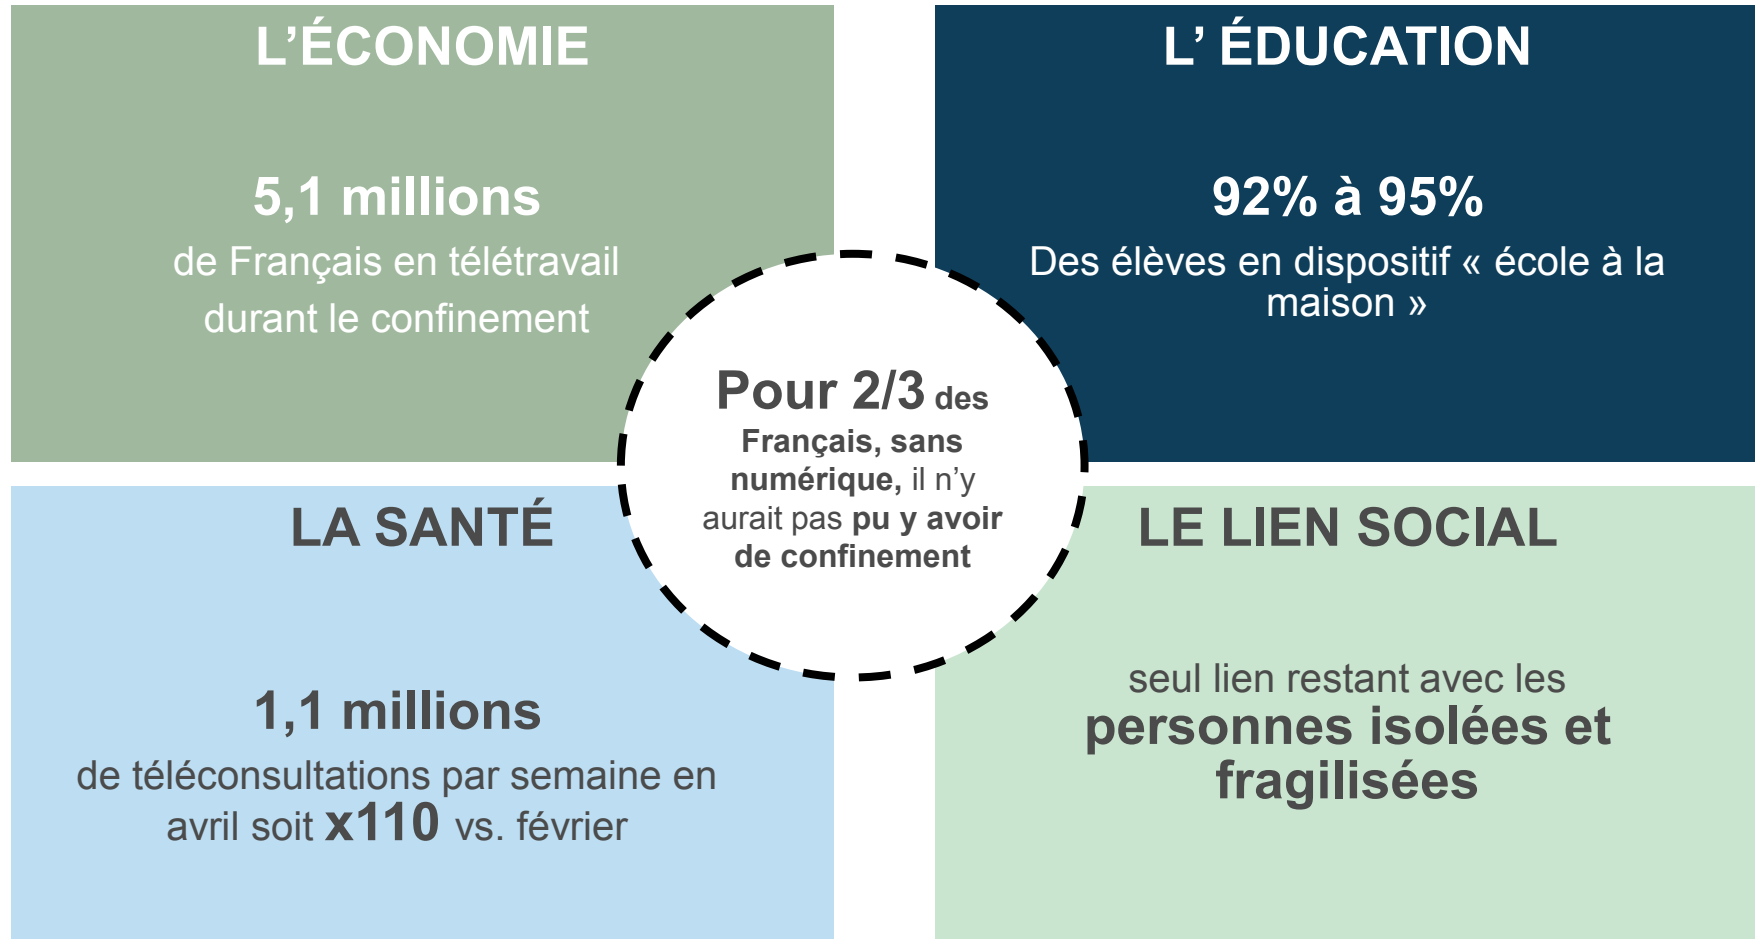 L’ÉCONOMIE
5,1 millions
de Français en télétravail
durant le confinement
L’ ÉDUCATION
92% à 95%
Des élèves en dispositif « école à la
maison »
Pour 2/3 des
Français, sans
numérique, il n’y
aurait pas pu y avoir
de confinement
LA SANTÉ
1,1 millions
de téléconsultations par semaine en
avril soit x110 vs. février
LE LIEN SOCIAL
seul lien restant avec les
personnes isolées et
fragilisées